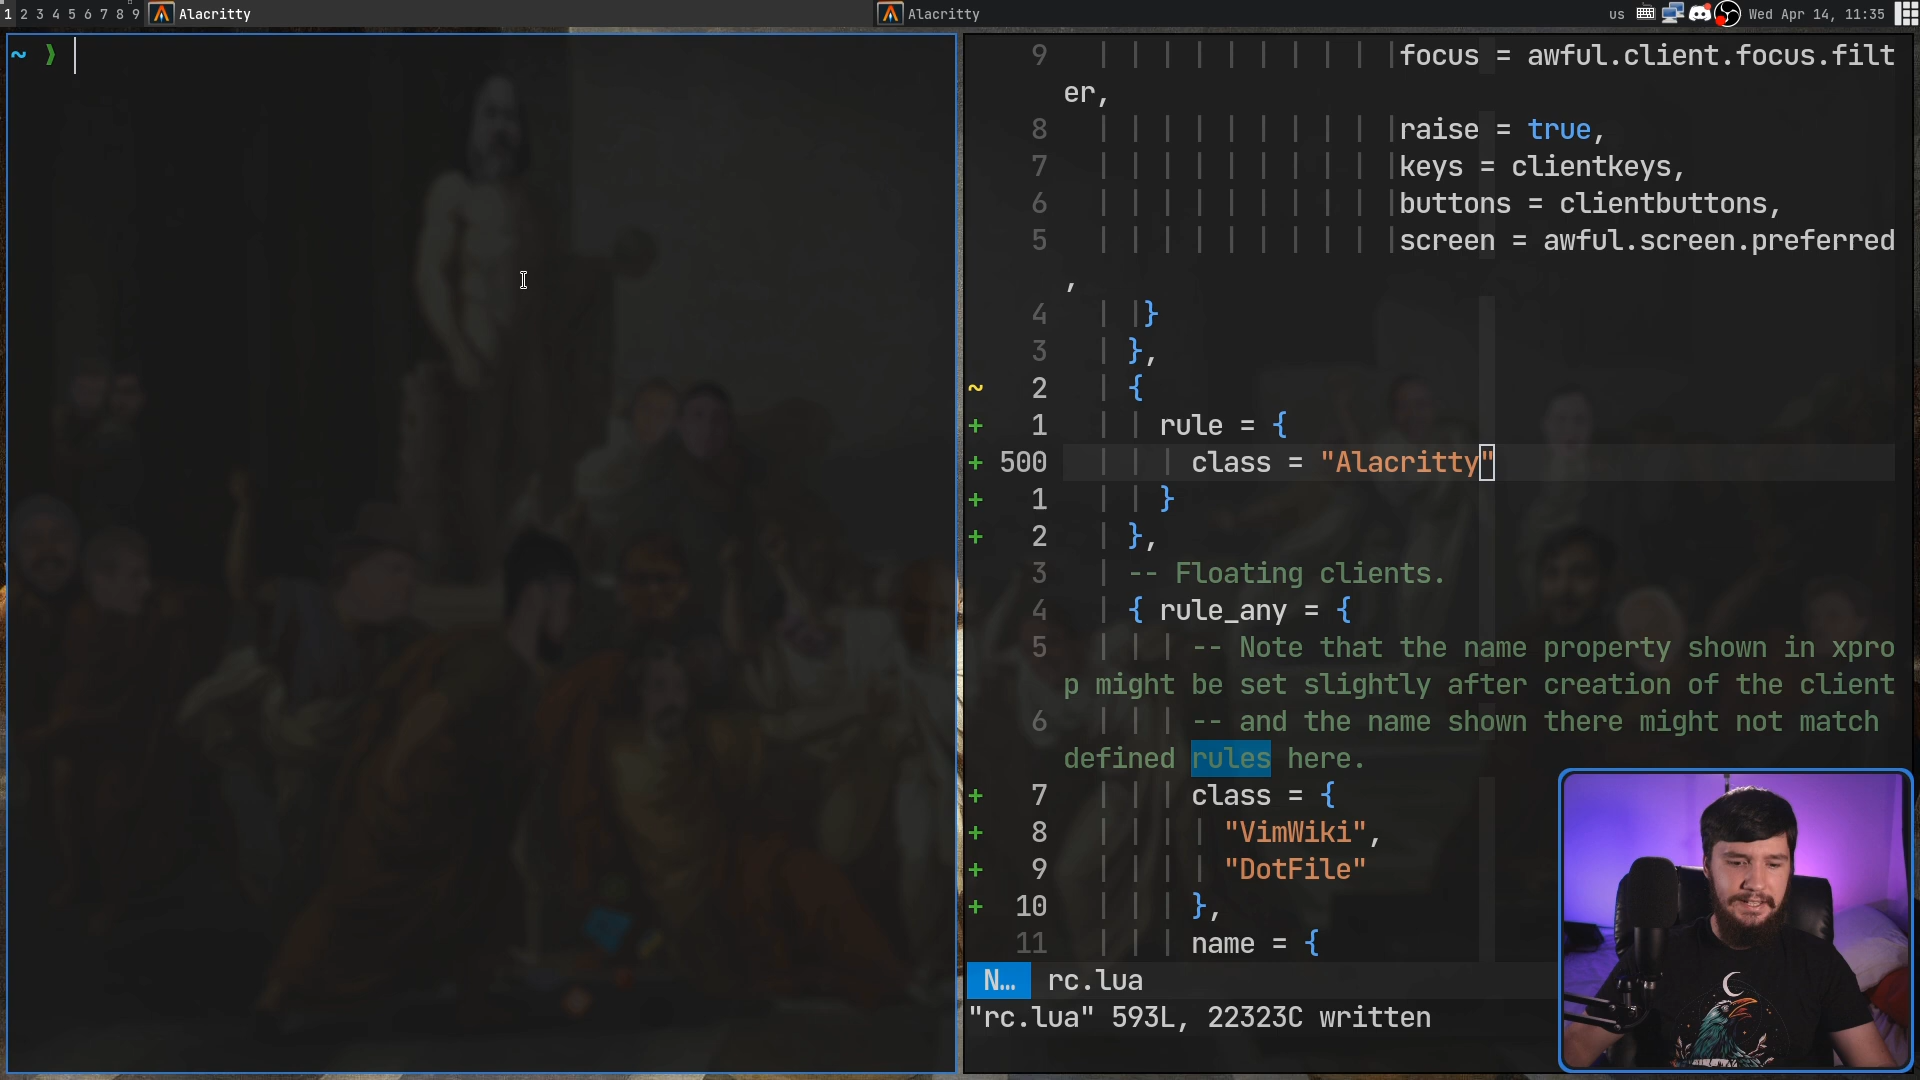 1 2 3 4 5 6 7 8 9 Alacritty Alacritty us Wed Apr 14, 11:35
~ ❯
9 focus = awful.client.focus.filt
er,
8 raise = true,
7 keys = clientkeys,
6 buttons = clientbuttons,
5 screen = awful.screen.preferred
,
4 }
3 },
~ 2 {
+ 1 rule = {
+ 500 class = "Alacritty"
+ 1 }
+ 2 },
3 -- Floating clients.
4 { rule_any = {
5 -- Note that the name property shown in xpro
p might be set slightly after creation of the client
6 -- and the name shown there might not match
defined rules here.
+ 7 class = {
+ 8 "VimWiki",
+ 9 "DotFile"
+ 10 },
11 name = {
N… rc.lua
"rc.lua" 593L, 22323C written